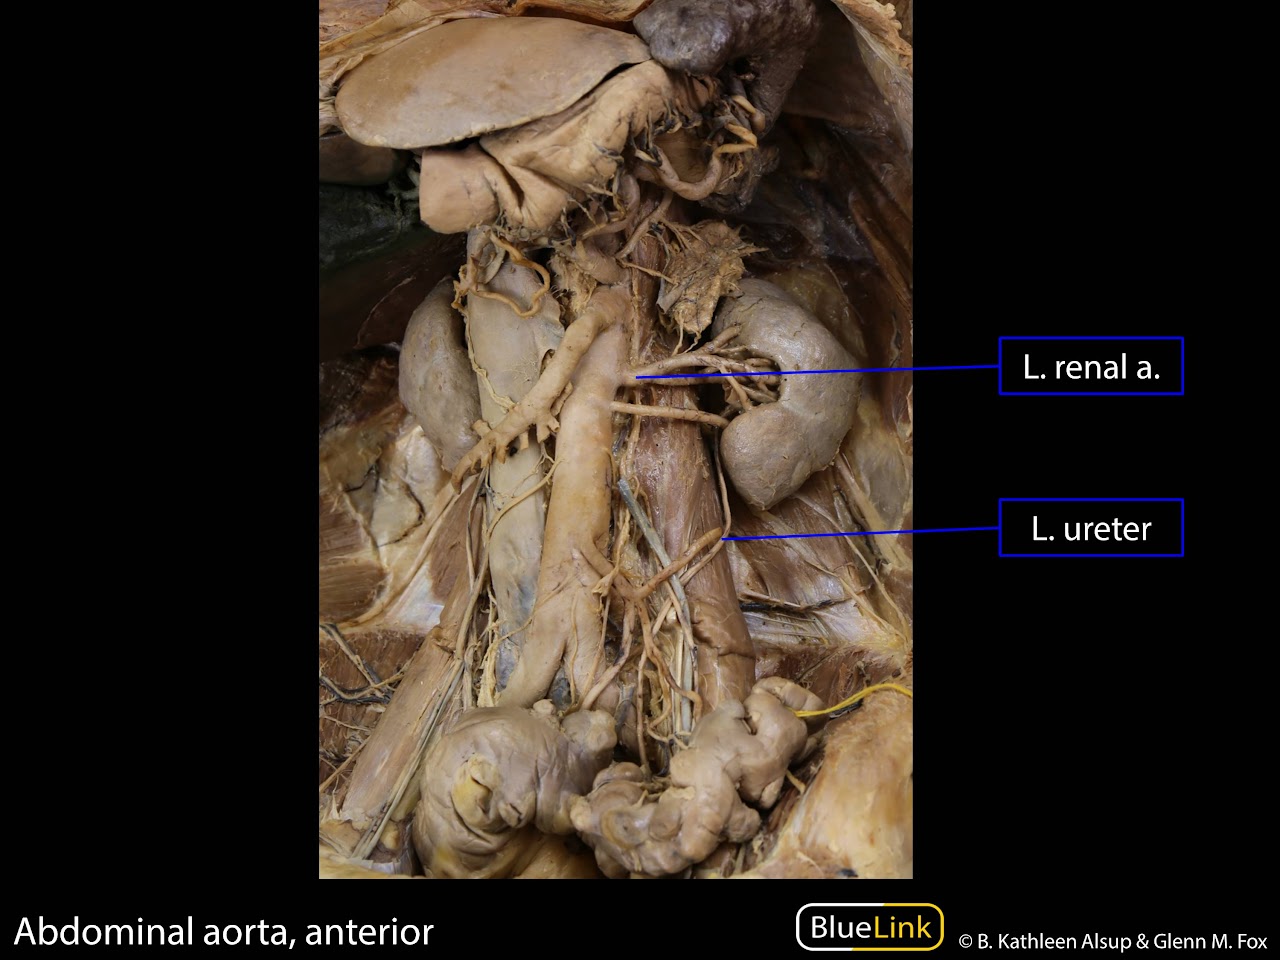 L. renal a.
L. ureter
Abdominal aorta, anterior
BlueLink
© B. Kathleen Alsup & Glenn M. Fox